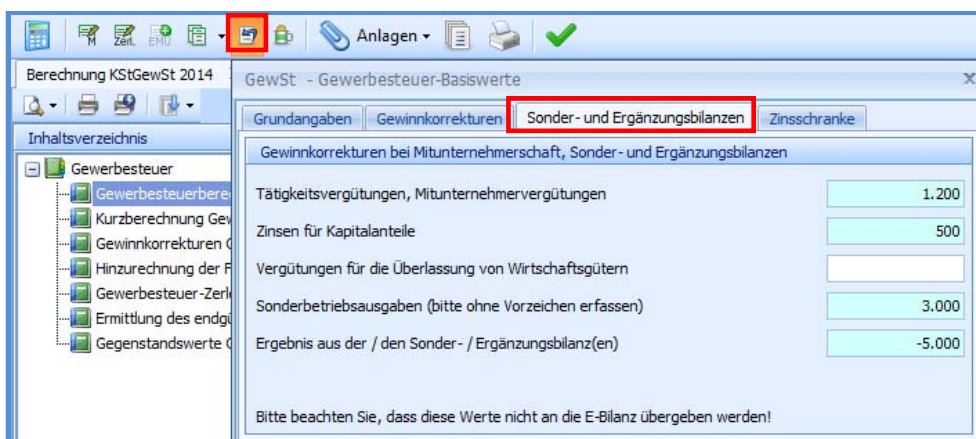 M Zerl. EMU Anlagen
Berechnung KStGewSt 2014
GewSt - Gewerbesteuer-Basiswerte
Grundangaben Gewinnkorrekturen Sonder- und Ergänzungsbilanzen Zinsschranke
Inhaltsverzeichnis
Gewerbesteuer
Gewerbesteuerbere
Kurzberechnung Gew
Gewinnkorrekturen G
Hinzurechnung der F
Gewerbesteuer-Zerle
Ermittlung des endgü
Gegenstandswerte G
Gewinnkorrekturen bei Mitunternehmerschaft, Sonder- und Ergänzungsbilanzen
Tätigkeitsvergütungen, Mitunternehmervergütungen 1.200
Zinsen für Kapitalanteile 500
Vergütungen für die Überlassung von Wirtschaftsgütern
Sonderbetriebsausgaben (bitte ohne Vorzeichen erfassen) 3.000
Ergebnis aus der / den Sonder- / Ergänzungsbilanz(en) -5.000
Bitte beachten Sie, dass diese Werte nicht an die E-Bilanz übergeben werden!